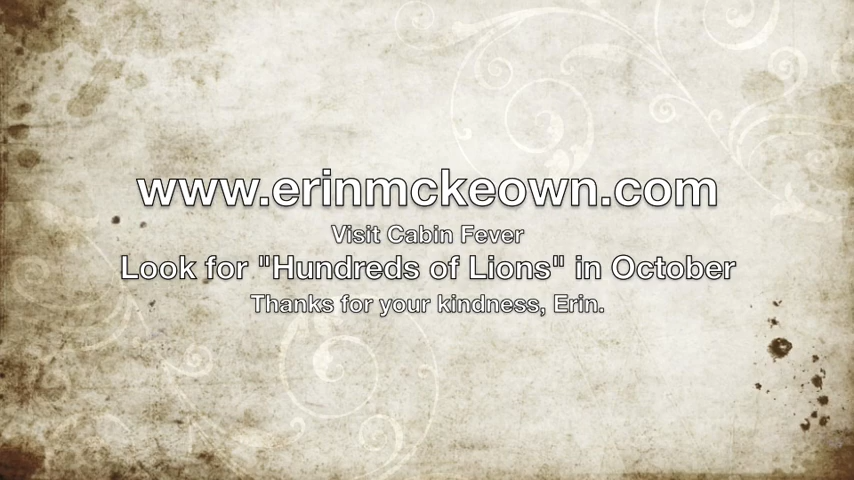 www.erinmckeown.com
Visit Cabin Fever
Look for "Hundreds of Lions" in October
Thanks for your kindness, Erin.